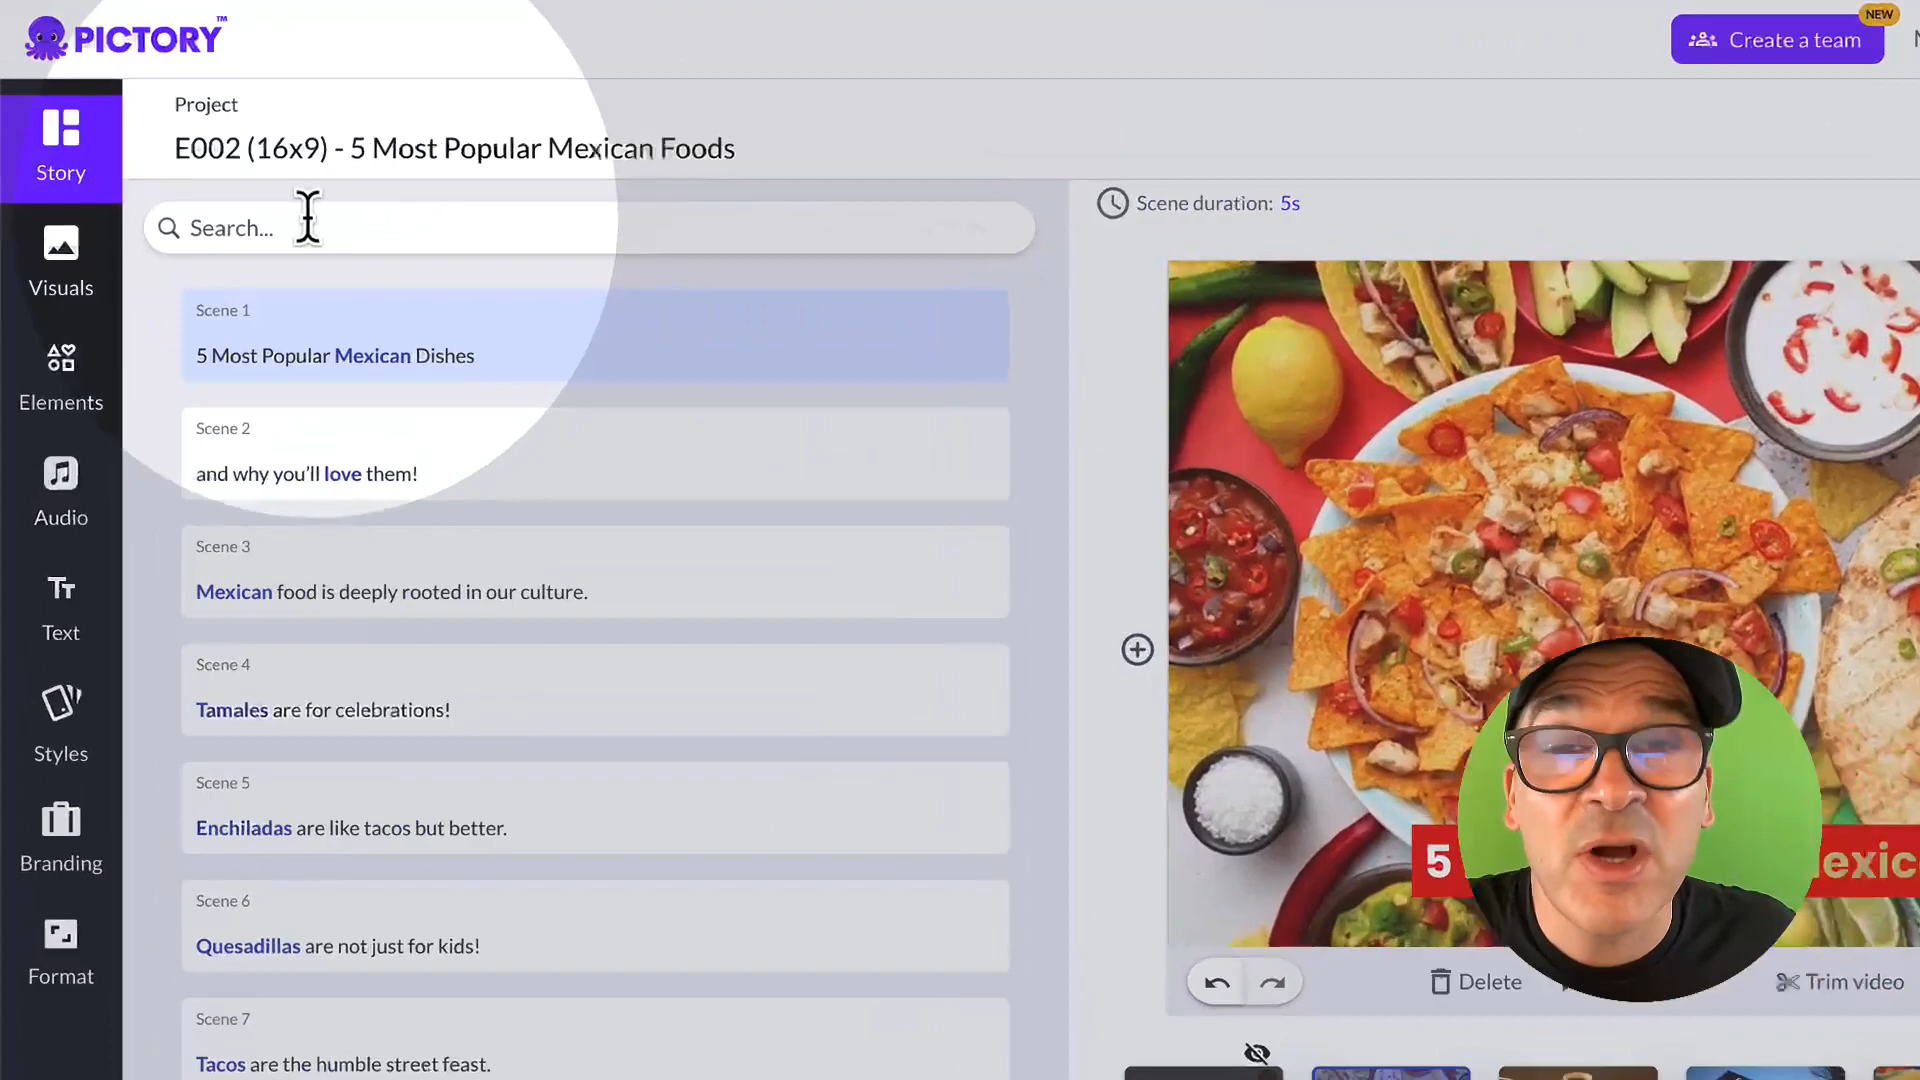 PICTORY™
NEW
Create a team
Project
E002 (16x9) - 5 Most Popular Mexican Foods
Story
Search...
Scene duration: 5s
Scene 1
5 Most Popular Mexican Dishes
Visuals
Scene 2
and why you'll love them!
Elements
Scene 3
Mexican food is deeply rooted in our culture.
Audio
Scene 4
Tamales are for celebrations!
Text
Scene 5
Enchiladas are like tacos but better.
Styles
5
exic
Branding
Scene 6
Quesadillas are not just for kids!
Format
Delete
Trim video
Scene 7
Tacos are the humble street feast.